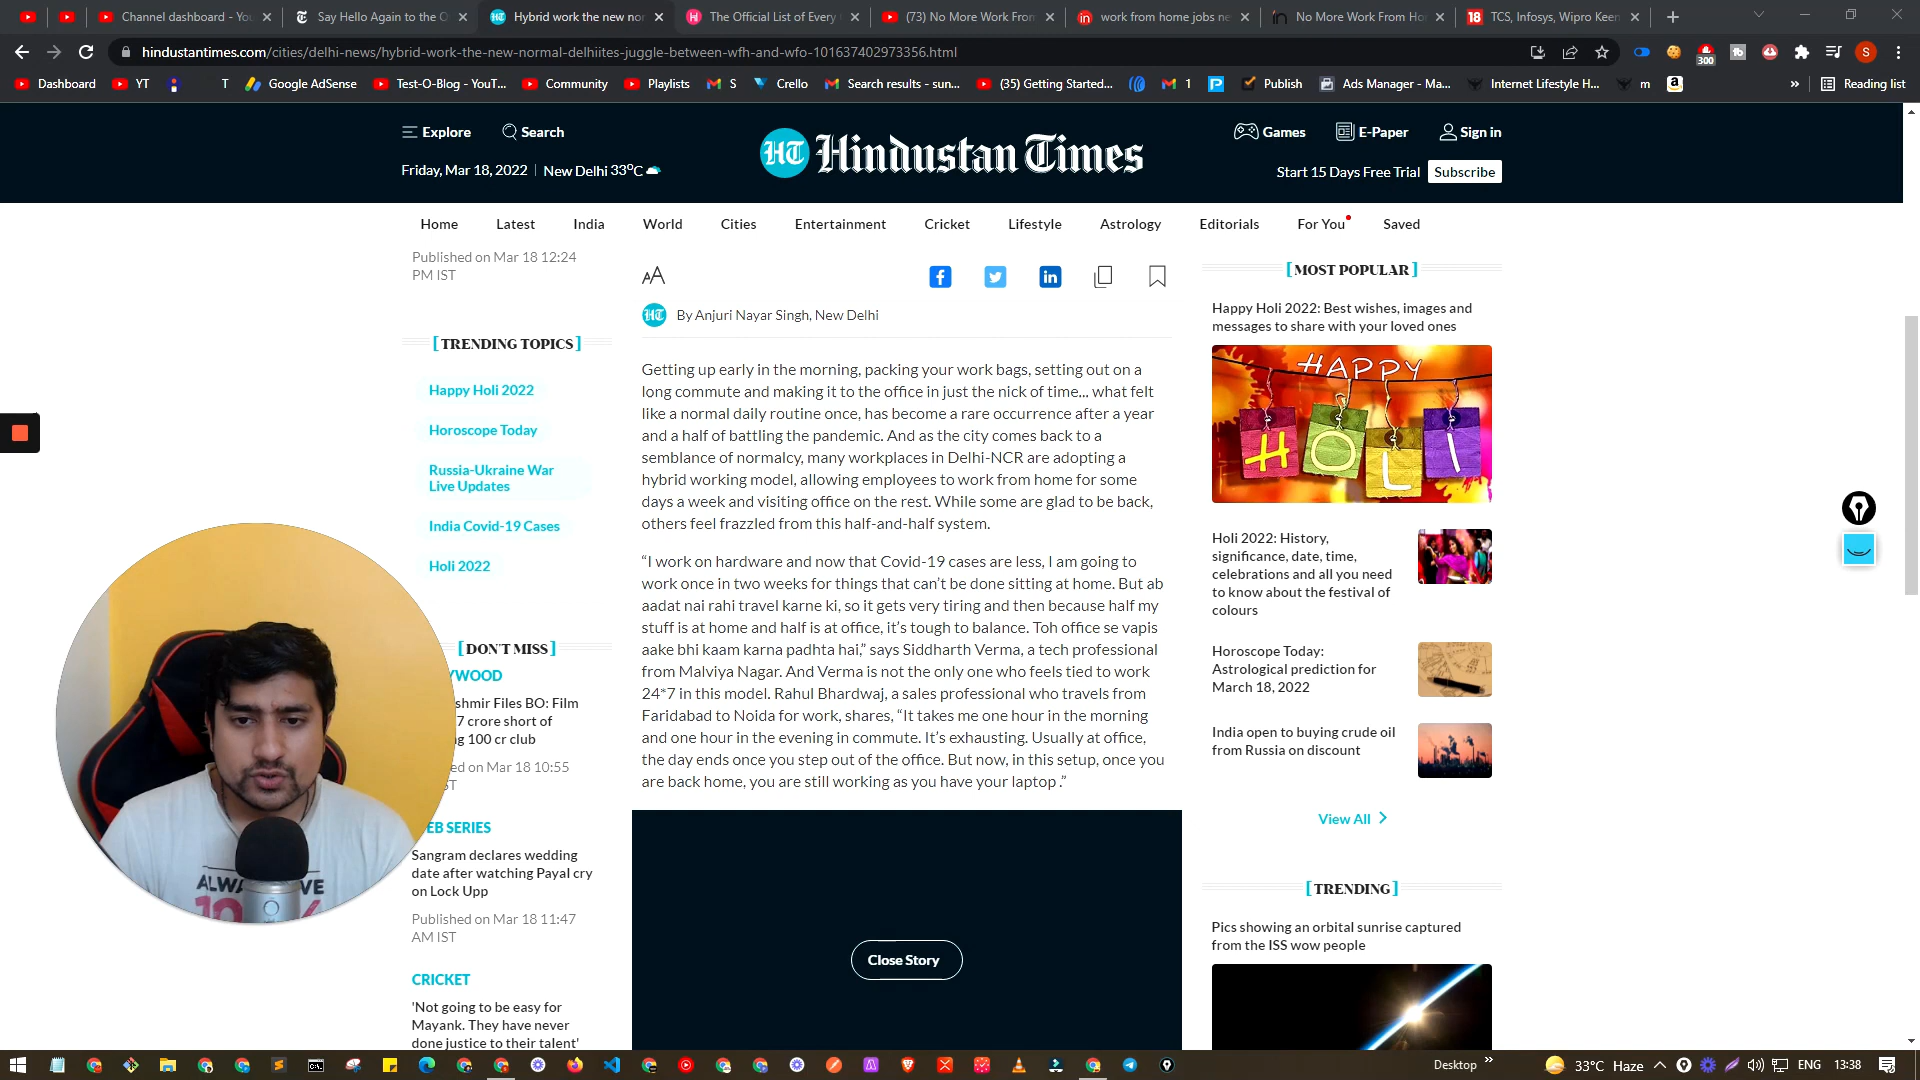 Channel dashboard - You
Say Hello Again to the O
Hybrid work the new nor
The Official List of Every
(73) No More Work From
work from home jobs ne
No More Work From Ho
TCS, Infosys, Wipro Keen
hindustantimes.com/cities/delhi-news/hybrid-work-the-new-normal-delhiites-juggle-between-wfh-and-wfo-101637402973356.html
300
S
Dashboard
YT
T
Google AdSense
Test-O-Blog - YouT...
Community
Playlists
S
Crello
Search results - sun...
(35) Getting Started...
1
Publish
Ads Manager - Ma...
Internet Lifestyle H...
m
Reading list
Explore
Search
HT Hindustan Times
Games
E-Paper
Sign in
Friday, Mar 18, 2022
New Delhi 33°C
Start 15 Days Free Trial
Subscribe
Home
Latest
India
World
Cities
Entertainment
Cricket
Lifestyle
Astrology
Editorials
For You
Saved
Published on Mar 18 12:24
PM IST
TRENDING TOPICS
Happy Holi 2022
Horoscope Today
Russia-Ukraine War
Live Updates
India Covid-19 Cases
Holi 2022
DON'T MISS
YWOOD
shmir Files BO: Film
7 crore short of
g 100 cr club
ed on Mar 18 10:55
ST
EB SERIES
Sangram declares wedding
date after watching Payal cry
on Lock Upp
Published on Mar 18 11:47
AM IST
CRICKET
'Not going to be easy for
Mayank. They have never
done justice to their talent'
AA
HT By Anjuri Nayar Singh, New Delhi
Getting up early in the morning, packing your work bags, setting out on a
long commute and making it to the office in just the nick of time... what felt
like a normal daily routine once, has become a rare occurrence after a year
and a half of battling the pandemic. And as the city comes back to a
semblance of normalcy, many workplaces in Delhi-NCR are adopting a
hybrid working model, allowing employees to work from home for some
days a week and visiting office on the rest. While some are glad to be back,
others feel frazzled from this half-and-half system.
“I work on hardware and now that Covid-19 cases are less, I am going to
work once in two weeks for things that can’t be done sitting at home. But ab
aadat nai rahi travel karne ki, so it gets very tiring and then because half my
stuff is at home and half is at office, it’s tough to balance. Toh office se vapis
aake bhi kaam karna padhta hai,” says Siddharth Verma, a tech professional
from Malviya Nagar. And Verma is not the only one who feels tied to work
24*7 in this model. Rahul Bhardwaj, a sales professional who travels from
Faridabad to Noida for work, shares, “It takes me one hour in the morning
and one hour in the evening in commute. It’s exhausting. Usually at office,
the day ends once you step out of the office. But now, in this setup, once you
are back home, you are still working as you have your laptop .”
Close Story
MOST POPULAR
Happy Holi 2022: Best wishes, images and
messages to share with your loved ones
HAPPY
HOLI
Holi 2022: History,
significance, date, time,
celebrations and all you need
to know about the festival of
colours
Horoscope Today:
Astrological prediction for
March 18, 2022
India open to buying crude oil
from Russia on discount
View All
TRENDING
Pics showing an orbital sunrise captured
from the ISS wow people
Desktop
33°C Haze
ENG
13:38